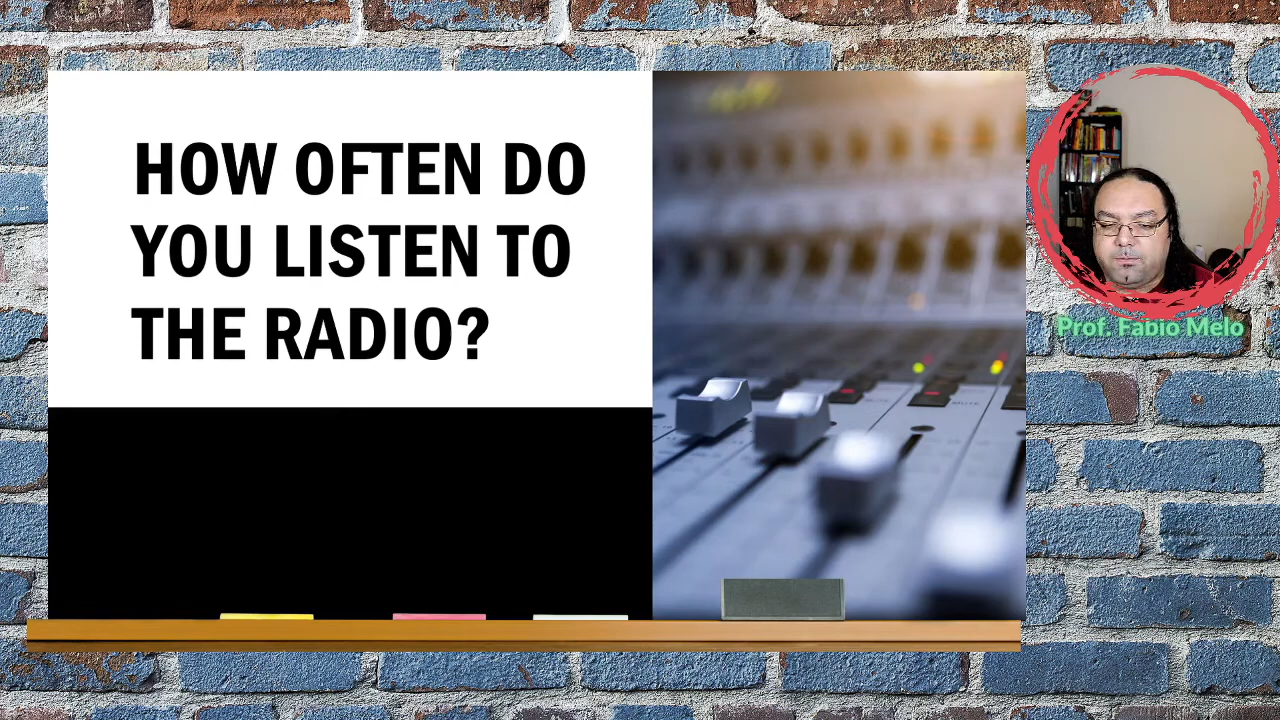 HOW OFTEN DO
YOU LISTEN TO
THE RADIO?
Prof. Fabio Melo